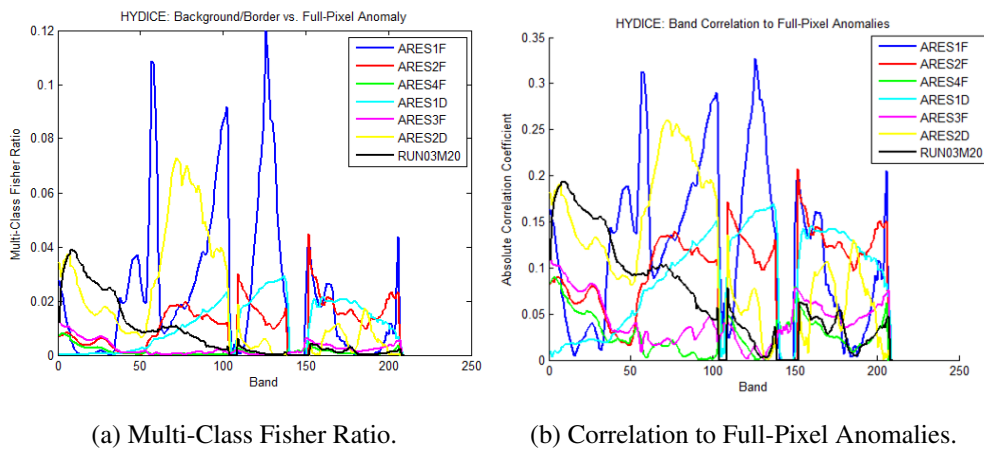 HYDICE: Background/Border vs. Full-Pixel Anomaly
Multi-Class Fisher Ratio
0.12
0.1
0.08
0.06
0.04
0.02
0
0 50 100 150 200 250
Band
ARES1F
ARES2F
ARES4F
ARES1D
ARES3F
ARES2D
RUN03M20
(a) Multi-Class Fisher Ratio.
HYDICE: Band Correlation to Full-Pixel Anomalies
Absolute Correlation Coefficient
0.35
0.3
0.25
0.2
0.15
0.1
0.05
0
0 50 100 150 200 250
Band
ARES1F
ARES2F
ARES4F
ARES1D
ARES3F
ARES2D
RUN03M20
(b) Correlation to Full-Pixel Anomalies.